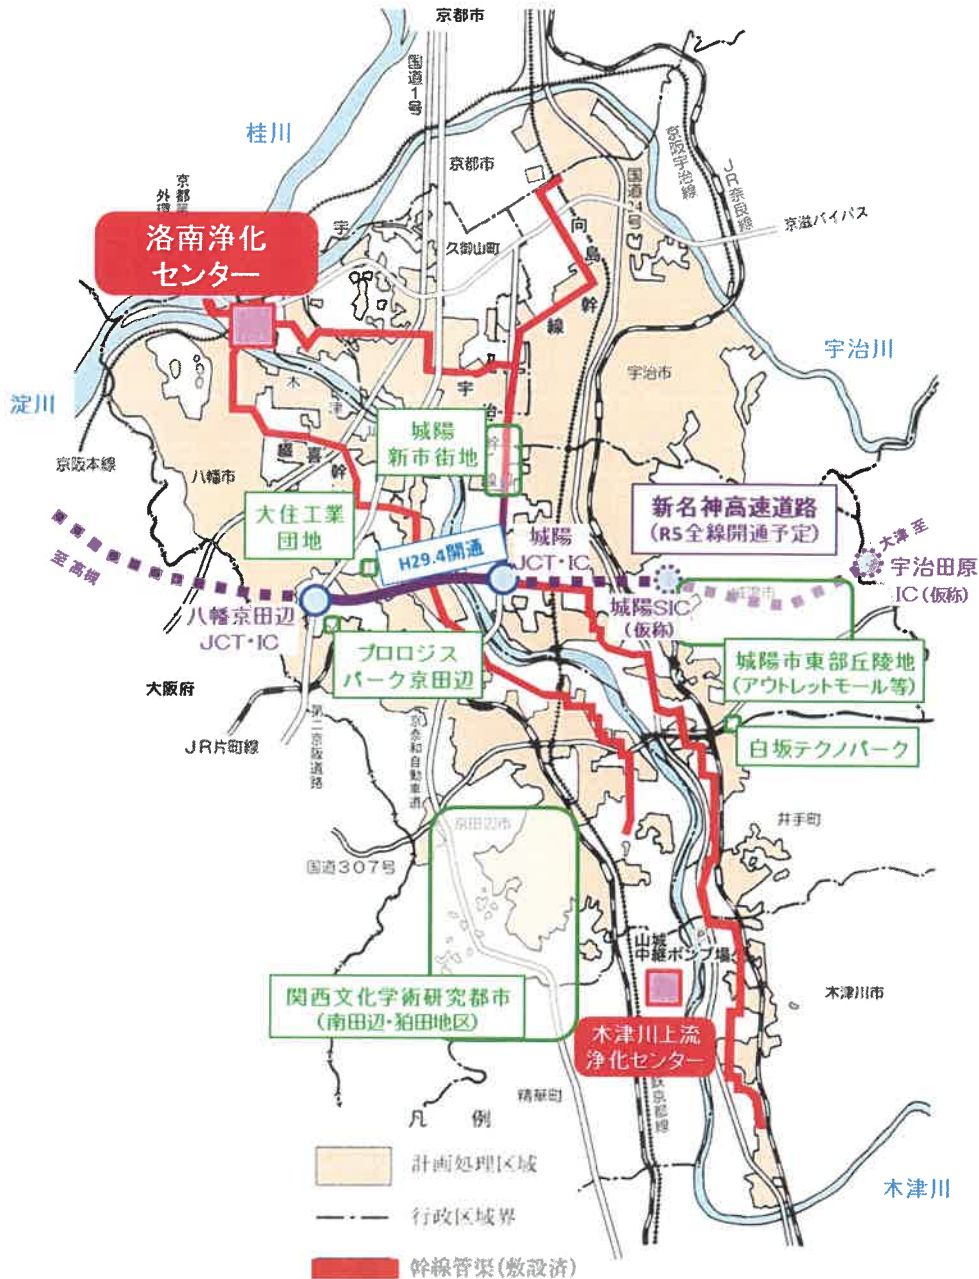 京都市
国道1号
桂川
京都市
京阪宇治線
JR奈良線
国道24号
京滋バイパス
宇
久御山町
向島幹線
洛南浄化
センター
宇治川
宇治市
淀川
木
津
宇治
幹
線
城陽
新市街地
綴喜幹
京阪本線
八幡市
大住工業
団地
新名神高速道路
(R5全線開通予定)
大津至
至高槻
H29.4開通
城陽
JCT・IC
宇治田原
IC(仮称)
八幡京田辺
JCT・IC
城陽SIC
(仮称)
プロロジス
パーク京田辺
城陽市東部丘陵地
(アウトレットモール等)
大阪府
JR片町線
第二京阪道路
京奈和自動車道
白坂テクノパーク
京田辺市
井手町
国道307号
山城
中継ポンプ場
関西文化学術研究都市
(南田辺・狛田地区)
木津川市
木津川上流
浄化センター
精華町
鉄京都線
木津川
凡例
計画処理区域
行政区域界
幹線管渠(敷設済)